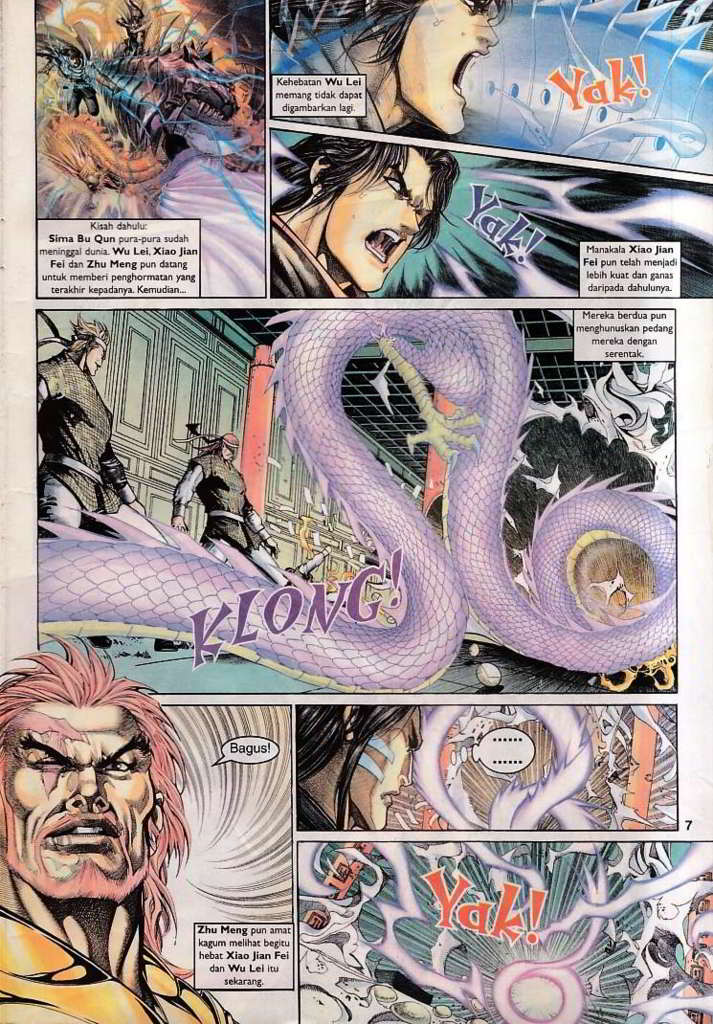 Kisah dahulu:
Sima Bu Qun pura-pura sudah
meninggal dunia. Wu Lei, Xiao Jian
Fei dan Zhu Meng pun datang
untuk memberi penghormatan yang
terakhir kepadanya. Kemudian...
Kehebatan Wu Lei
memang tidak dapat
digambarkan lagi.
Yak!
Yak!
Manakala Xiao Jian
Fei pun telah menjadi
lebih kuat dan ganas
daripada dahulunya.
Mereka berdua pun
menghunuskan pedang
mereka dengan
serentak.
KLONG!
Bagus!
Zhu Meng pun amat
kagum melihat begitu
hebat Xiao Jian Fei
dan Wu Lei itu
sekarang.
......
......
7
Yak!